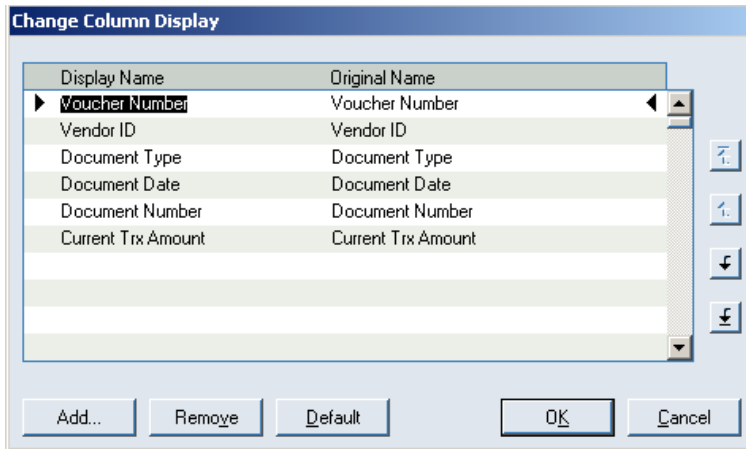 Change Column Display
Display Name Original Name
Voucher Number Voucher Number
Vendor ID Vendor ID
Document Type Document Type
Document Date Document Date
Document Number Document Number
Current Trx Amount Current Trx Amount
Add... Remove Default OK Cancel